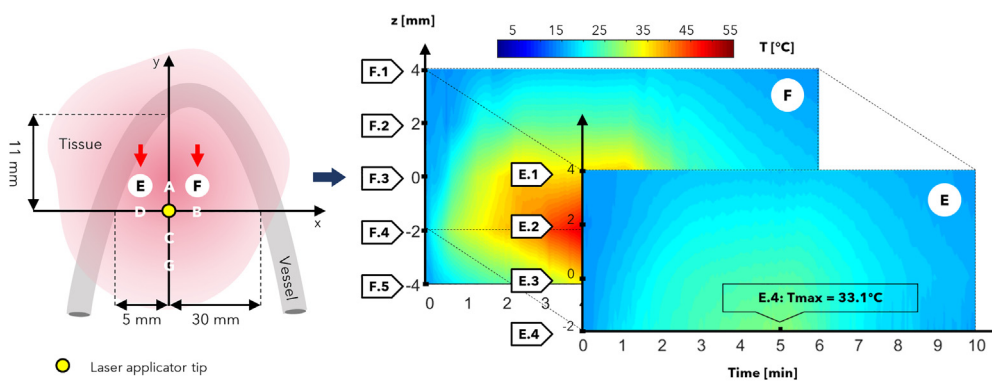 y
Tissue
11 mm
E
F
A
D
B
x
C
G
Vessel
5 mm
30 mm
Laser applicator tip
z [mm]
5
15
25
35
45
55
T [°C]
F.1
4
F
F.2
2
F.3
0
E.1
4
E
F.4
-2
E.2
2
E.3
0
F.5
-4
E.4: Tmax = 33.1°C
0
1
2
3
E.4
-2
0
1
2
3
4
5
6
7
8
9
10
Time [min]